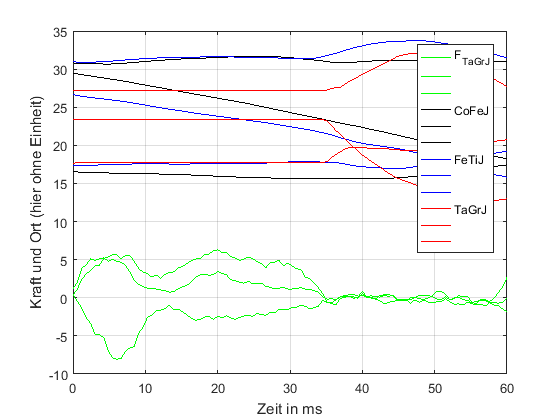 35
30
25
20
15
10
5
0
-5
-10
Kraft und Ort (hier ohne Einheit)
F TaGrJ
CoFeJ
FeTiJ
TaGrJ
0 10 20 30 40 50 60
Zeit in ms